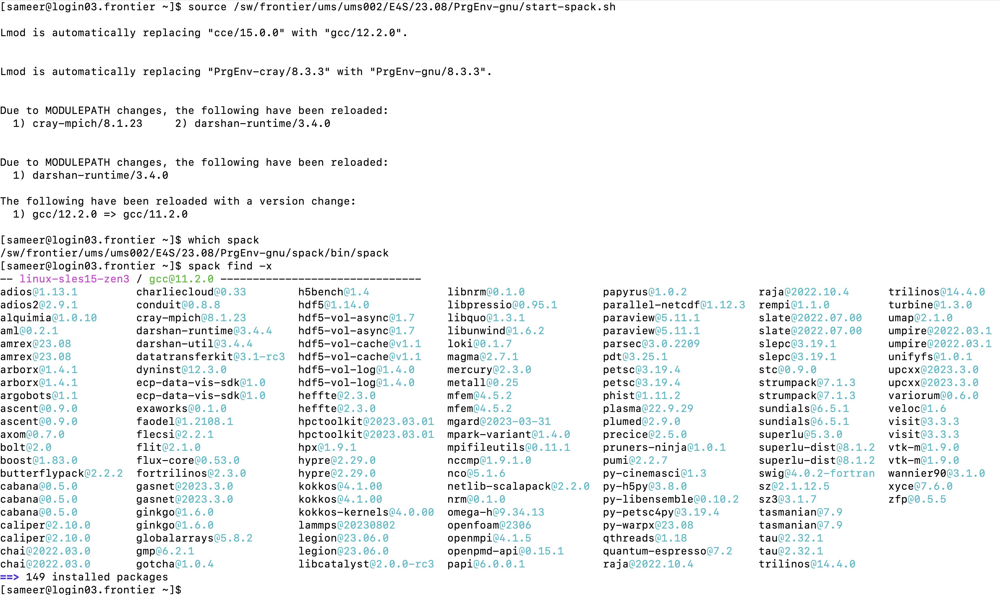 [sameer@login03.frontier ~]$ source /sw/frontier/ums/ums002/E4S/23.08/PrgEnv-gnu/start-spack.sh
Lmod is automatically replacing "cce/15.0.0" with "gcc/12.2.0".
Lmod is automatically replacing "PrgEnv-cray/8.3.3" with "PrgEnv-gnu/8.3.3".
Due to MODULEPATH changes, the following have been reloaded:
  1) cray-mpich/8.1.23     2) darshan-runtime/3.4.0
Due to MODULEPATH changes, the following have been reloaded:
  1) darshan-runtime/3.4.0
The following have been reloaded with a version change:
  1) gcc/12.2.0 => gcc/11.2.0
[sameer@login03.frontier ~]$ which spack
/sw/frontier/ums/ums002/E4S/23.08/PrgEnv-gnu/spack/bin/spack
[sameer@login03.frontier ~]$ spack find -x
-- linux-sles15-zen3 / gcc@11.2.0 -------------------------------
adios@1.13.1 charliecloud@0.33 h5bench@1.4 libnrm@0.1.0 papyrus@1.0.2 raja@2022.10.4 trilinos@14.4.0
adios2@2.9.1 conduit@0.8.8 hdf5@1.14.0 libpressio@0.95.1 parallel-netcdf@1.12.3 rempi@1.1.0 turbine@1.3.0
alquimia@1.0.10 cray-mpich@8.1.23 hdf5-vol-async@1.7 libquo@1.3.1 paraview@5.11.1 slate@2022.07.00 umap@2.1.0
aml@0.2.1 darshan-runtime@3.4.4 hdf5-vol-async@1.7 libunwind@1.6.2 paraview@5.11.1 slate@2022.07.00 umpire@2022.03.1
amrex@23.08 darshan-util@3.4.4 hdf5-vol-cache@v1.1 loki@0.1.7 parsec@3.0.2209 slepc@3.19.1 umpire@2022.03.1
amrex@23.08 datatransferkit@3.1-rc3 hdf5-vol-cache@v1.1 magma@2.7.1 pdt@3.25.1 slepc@3.19.1 unifyfs@1.0.1
arborx@1.4.1 dyninst@12.3.0 hdf5-vol-log@1.4.0 mercury@2.3.0 petsc@3.19.4 stc@0.9.0 upcxx@2023.3.0
arborx@1.4.1 ecp-data-vis-sdk@1.0 hdf5-vol-log@1.4.0 metall@0.25 petsc@3.19.4 strumpack@7.1.3 upcxx@2023.3.0
argobots@1.1 ecp-data-vis-sdk@1.0 heffte@2.3.0 mfem@4.5.2 phist@1.11.2 strumpack@7.1.3 variorum@0.6.0
ascent@0.9.0 exaworks@0.1.0 heffte@2.3.0 mfem@4.5.2 plasma@22.9.29 sundials@6.5.1 veloc@1.6
ascent@0.9.0 faodel@1.2108.1 hpctoolkit@2023.03.01 mgard@2023-03-31 plumed@2.9.0 sundials@6.5.1 visit@3.3.3
axom@0.7.0 flecsi@2.2.1 hpctoolkit@2023.03.01 mpark-variant@1.4.0 precice@2.5.0 superlu@5.3.0 visit@3.3.3
bolt@2.0 flit@2.1.0 hpx@1.9.1 mpifileutils@0.11.1 pruners-ninja@1.0.1 superlu-dist@8.1.2 vtk-m@1.9.0
boost@1.83.0 flux-core@0.53.0 hypre@2.29.0 nccmp@1.9.1.0 pumi@2.2.7 superlu-dist@8.1.2 vtk-m@1.9.0
butterflypack@2.2.2 fortrilinos@2.3.0 hypre@2.29.0 nco@5.1.6 py-cinemasci@1.3 swig@4.0.2-fortran wannier90@3.1.0
cabana@0.5.0 gasnet@2023.3.0 kokkos@4.1.00 netlib-scalapack@2.2.0 py-h5py@3.8.0 sz@2.1.12.5 xyce@7.6.0
cabana@0.5.0 gasnet@2023.3.0 kokkos@4.1.00 nrm@0.1.0 py-libensemble@0.10.2 sz3@3.1.7 zfp@0.5.5
cabana@0.5.0 ginkgo@1.6.0 kokkos-kernels@4.0.00 omega-h@9.34.13 py-petsc4py@3.19.4 tasmanian@7.9
caliper@2.10.0 ginkgo@1.6.0 lammps@20230802 openfoam@2306 py-warpx@23.08 tasmanian@7.9
caliper@2.10.0 globalarrays@5.8.2 legion@23.06.0 openmpi@4.1.5 qthreads@1.18 tau@2.32.1
chai@2022.03.0 gmp@6.2.1 legion@23.06.0 openpmd-api@0.15.1 quantum-espresso@7.2 tau@2.32.1
chai@2022.03.0 gotcha@1.0.4 libcatalyst@2.0.0-rc3 papi@6.0.0.1 raja@2022.10.4 trilinos@14.4.0
==> 149 installed packages
[sameer@login03.frontier ~]$